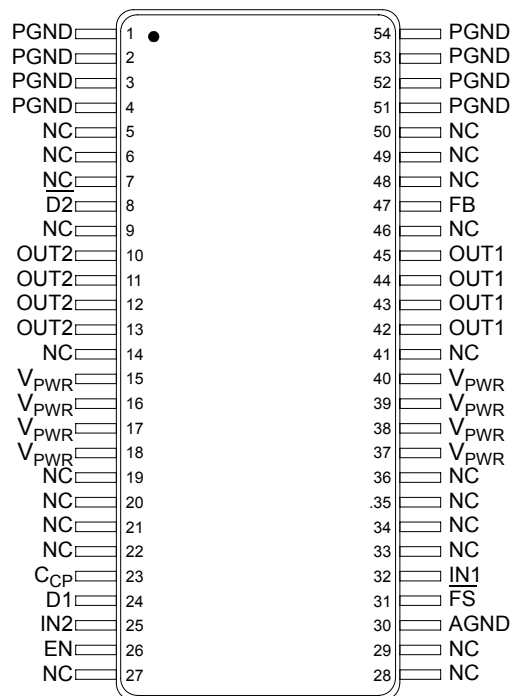 PGND 1 54 PGND
PGND 2 53 PGND
PGND 3 52 PGND
PGND 4 51 PGND
NC 5 50 NC
NC 6 49 NC
NC 7 48 NC
D2 8 47 FB
NC 9 46 NC
OUT2 10 45 OUT1
OUT2 11 44 OUT1
OUT2 12 43 OUT1
OUT2 13 42 OUT1
NC 14 41 NC
VPWR 15 40 VPWR
VPWR 16 39 VPWR
VPWR 17 38 VPWR
VPWR 18 37 VPWR
NC 19 36 NC
NC 20 .35 NC
NC 21 34 NC
NC 22 33 NC
CCP 23 32 IN1
D1 24 31 FS
IN2 25 30 AGND
EN 26 29 NC
NC 27 28 NC